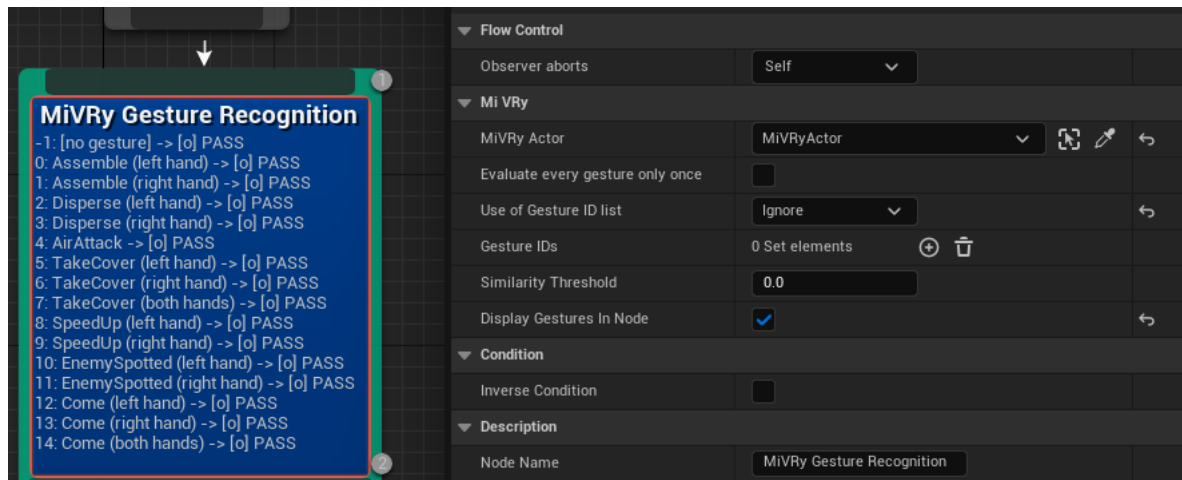 1
MiVRy Gesture Recognition
-1: [no gesture] -> [o] PASS
0: Assemble (left hand) -> [o] PASS
1: Assemble (right hand) -> [o] PASS
2: Disperse (left hand) -> [o] PASS
3: Disperse (right hand) -> [o] PASS
4: AirAttack -> [o] PASS
5: TakeCover (left hand) -> [o] PASS
6: TakeCover (right hand) -> [o] PASS
7: TakeCover (both hands) -> [o] PASS
8: SpeedUp (left hand) -> [o] PASS
9: SpeedUp (right hand) -> [o] PASS
10: EnemySpotted (left hand) -> [o] PASS
11: EnemySpotted (right hand) -> [o] PASS
12: Come (left hand) -> [o] PASS
13: Come (right hand) -> [o] PASS
14: Come (both hands) -> [o] PASS
2
Flow Control
Observer aborts Self
Mi VRy
MiVRy Actor MiVRyActor
Evaluate every gesture only once
Use of Gesture ID list Ignore
Gesture IDs 0 Set elements
Similarity Threshold 0.0
Display Gestures In Node
Condition
Inverse Condition
Description
Node Name MiVRy Gesture Recognition